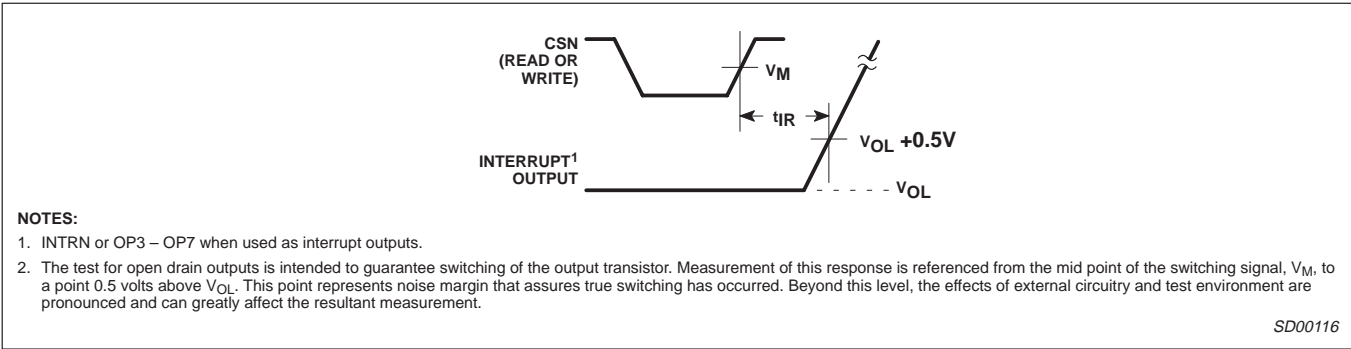 CSN
(READ OR
WRITE)
VM
tIR
VOL +0.5V
INTERRUPT1
OUTPUT
VOL
NOTES:
1. INTRN or OP3 – OP7 when used as interrupt outputs.
2. The test for open drain outputs is intended to guarantee switching of the output transistor. Measurement of this response is referenced from the mid point of the switching signal, VM, to
a point 0.5 volts above VOL. This point represents noise margin that assures true switching has occurred. Beyond this level, the effects of external circuitry and test environment are
pronounced and can greatly affect the resultant measurement.
SD00116